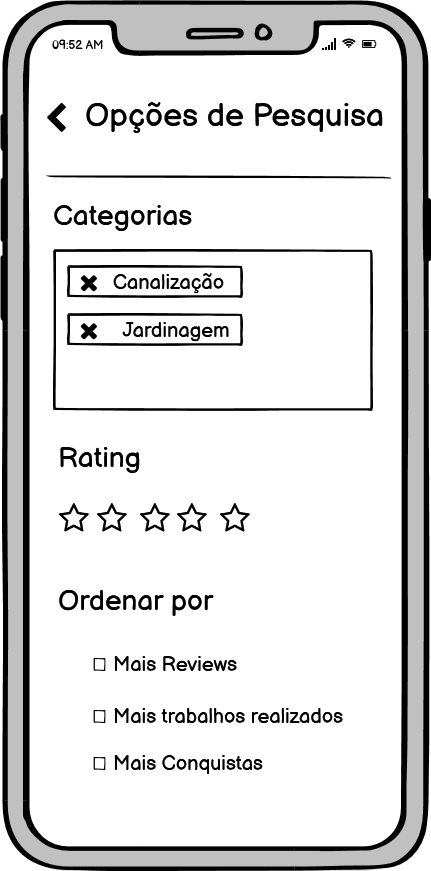 09:52 AM
Opções de Pesquisa
Categorias
Canalização
Jardinagem
Rating
Ordenar por
Mais Reviews
Mais trabalhos realizados
Mais Conquistas